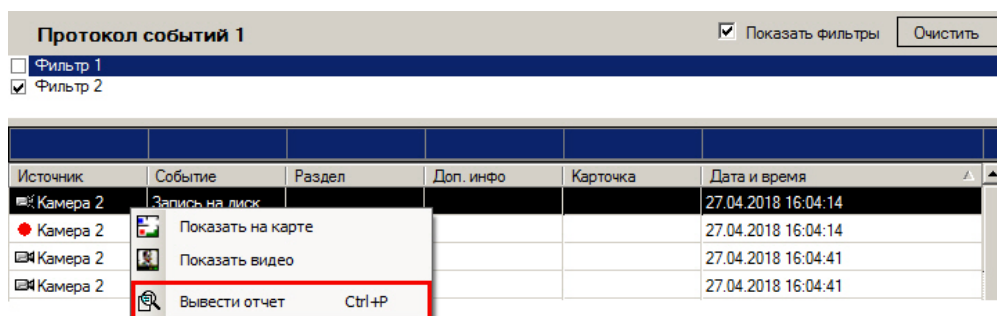 Протокол событий 1 Показать фильтры Очистить
Фильтр 1
Фильтр 2
Источник Событие Раздел Доп. инфо Карточка Дата и время
Камера 2 Запись на диск 27.04.2018 16:04:14
Камера 2 Показать на карте 27.04.2018 16:04:14
Камера 2 Показать видео 27.04.2018 16:04:41
Камера 2 27.04.2018 16:04:41
Вывести отчет Ctrl+P